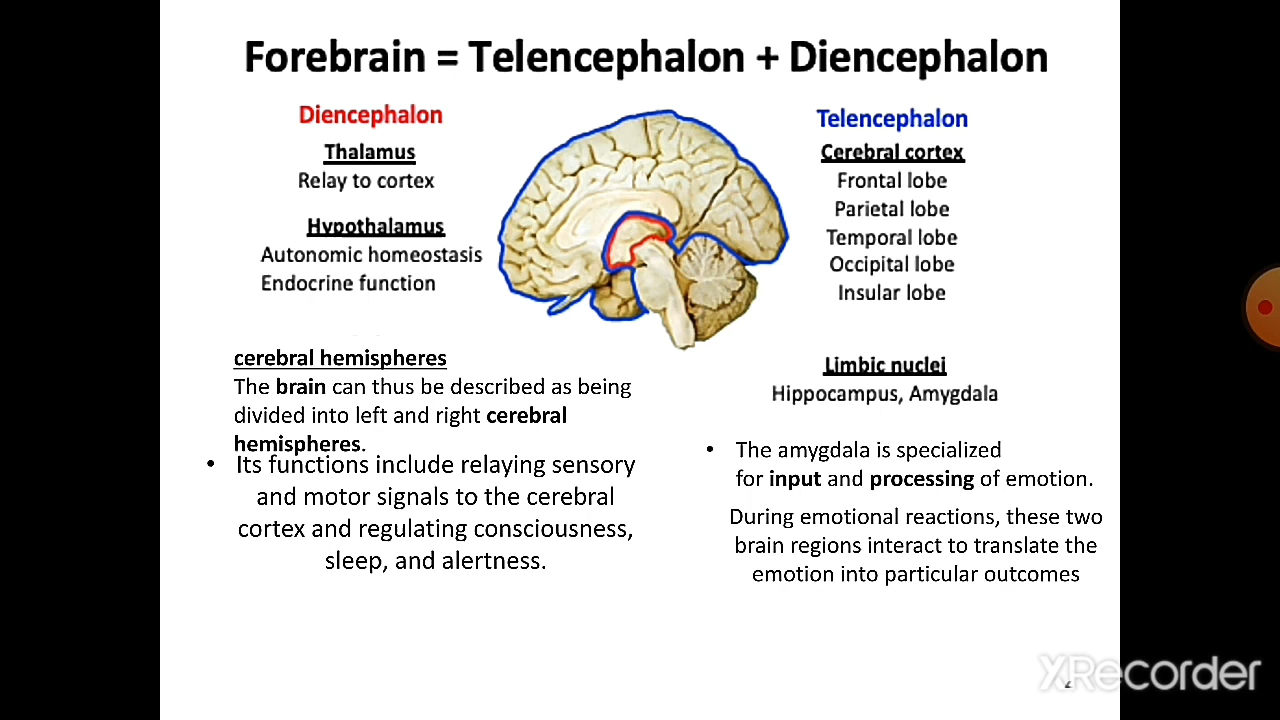 Forebrain = Telencephalon + Diencephalon
Diencephalon
Thalamus
Relay to cortex
Hypothalamus
Autonomic homeostasis
Endocrine function
cerebral hemispheres
The brain can thus be described as being
divided into left and right cerebral
hemispheres.
• Its functions include relaying sensory
and motor signals to the cerebral
cortex and regulating consciousness,
sleep, and alertness.
Telencephalon
Cerebral cortex
Frontal lobe
Parietal lobe
Temporal lobe
Occipital lobe
Insular lobe
Limbic nuclei
Hippocampus, Amygdala
• The amygdala is specialized
for input and processing of emotion.
During emotional reactions, these two
brain regions interact to translate the
emotion into particular outcomes
XRecorder